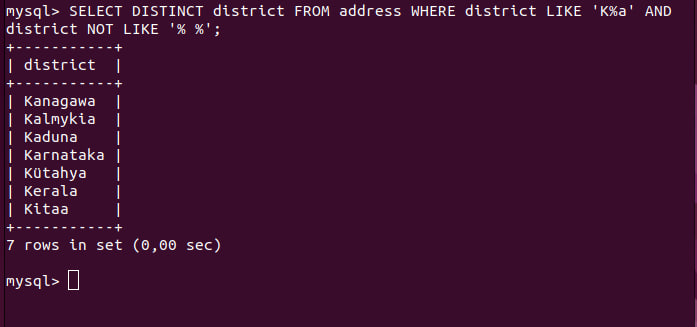 mysql> SELECT DISTINCT district FROM address WHERE district LIKE 'K%a' AND
district NOT LIKE '% %';
+-----------+
| district  |
+-----------+
| Kanagawa  |
| Kalmykia  |
| Kaduna    |
| Karnataka |
| Kütahya   |
| Kerala    |
| Kitaa     |
+-----------+
7 rows in set (0,00 sec)

mysql>